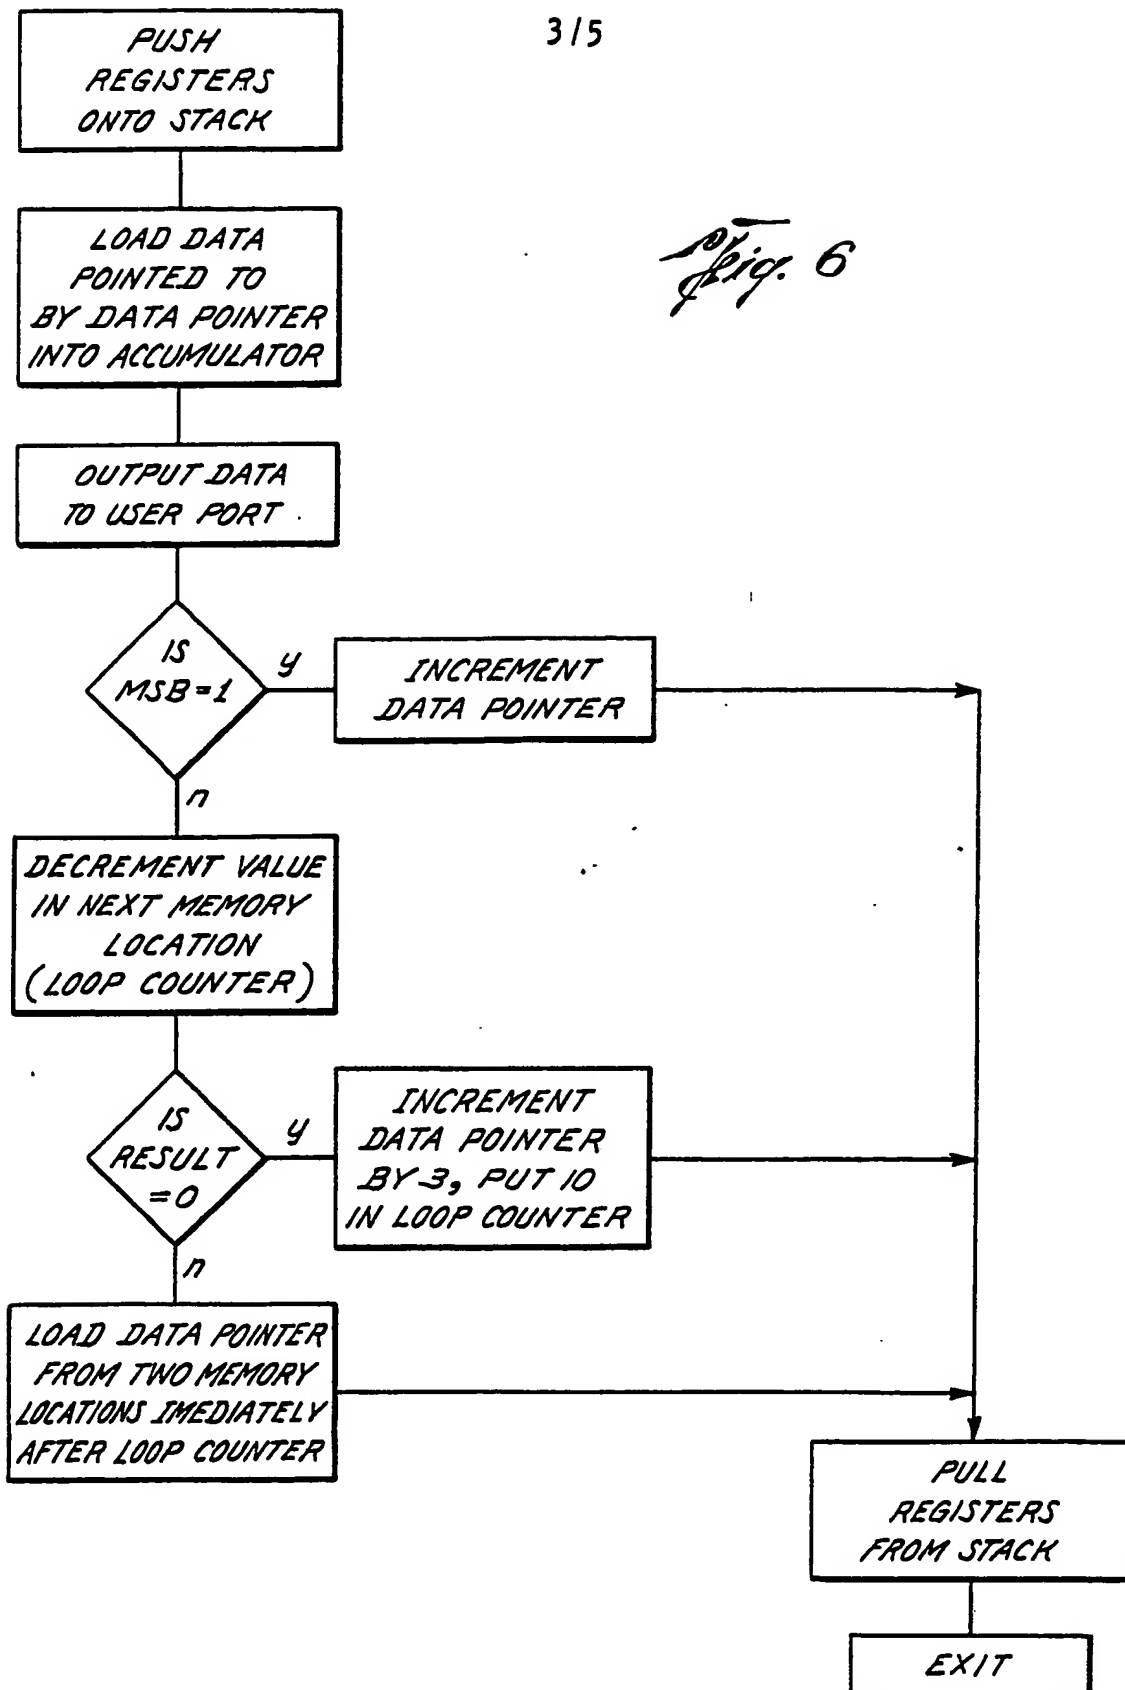 3/5
PUSH
REGISTERS
ONTO STACK
Fig. 6
LOAD DATA
POINTED TO
BY DATA POINTER
INTO ACCUMULATOR
OUTPUT DATA
TO USER PORT
IS
MSB=1
y
INCREMENT
DATA POINTER
n
DECREMENT VALUE
IN NEXT MEMORY
LOCATION
(LOOP COUNTER)
IS
RESULT
=0
y
INCREMENT
DATA POINTER
BY 3, PUT 10
IN LOOP COUNTER
n
LOAD DATA POINTER
FROM TWO MEMORY
LOCATIONS IMEDIATELY
AFTER LOOP COUNTER
PULL
REGISTERS
FROM STACK
EXIT